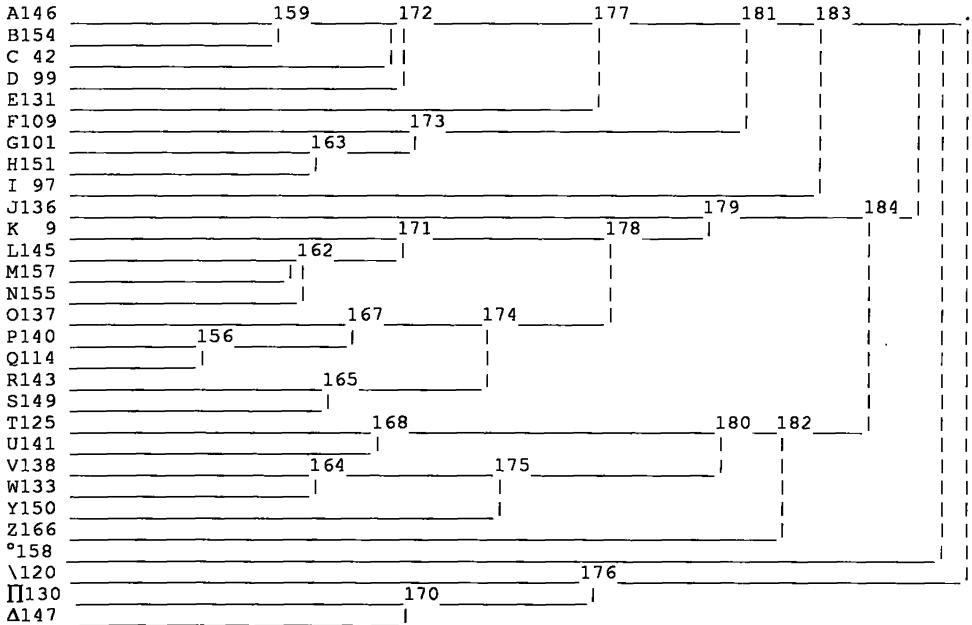 A146 159 172 177 181 183 .
B154
C 42
D 99
E131
F109 173
G101 163
H151
I 97
J136 179 184
K 9 171 178
L145 162
M157
N155
O137 167 174
P140 156
Q114
R143 165
S149
T125 168 180 182
U141
V138 164 175
W133
Y150
Z166
°158
\120 176
Π130 170
Δ147